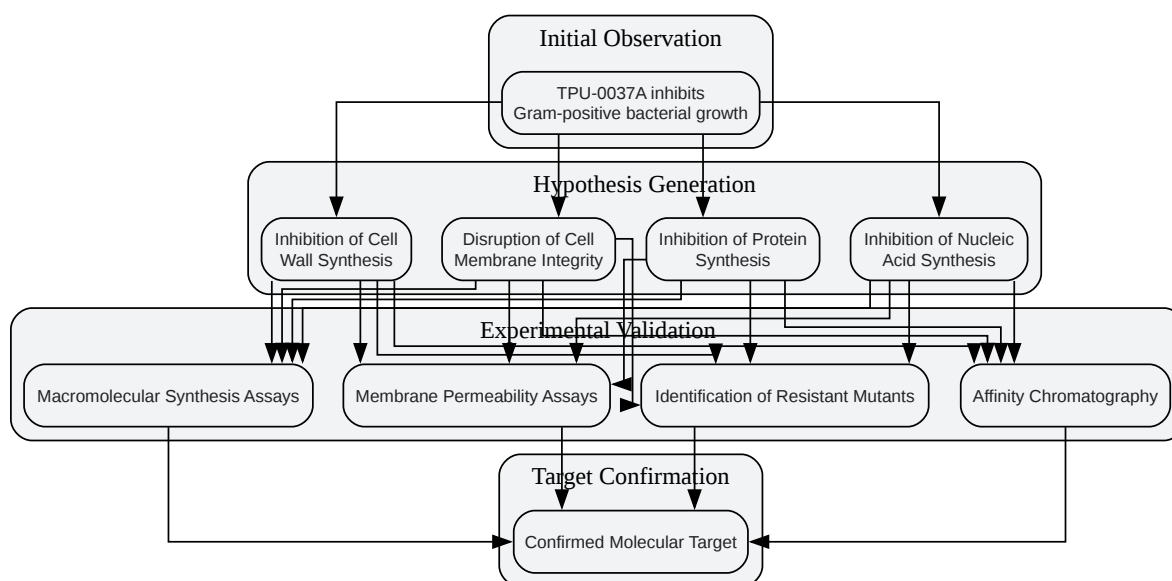 Initial Observation
TPU-0037A inhibits
Gram-positive bacterial growth
Hypothesis Generation
Inhibition of Cell
Wall Synthesis
Disruption of Cell
Membrane Integrity
Inhibition of Protein
Synthesis
Inhibition of Nucleic
Acid Synthesis
Experimental Validation
Macromolecular Synthesis Assays
Membrane Permeability Assays
Identification of Resistant Mutants
Affinity Chromatography
Target Confirmation
Confirmed Molecular Target